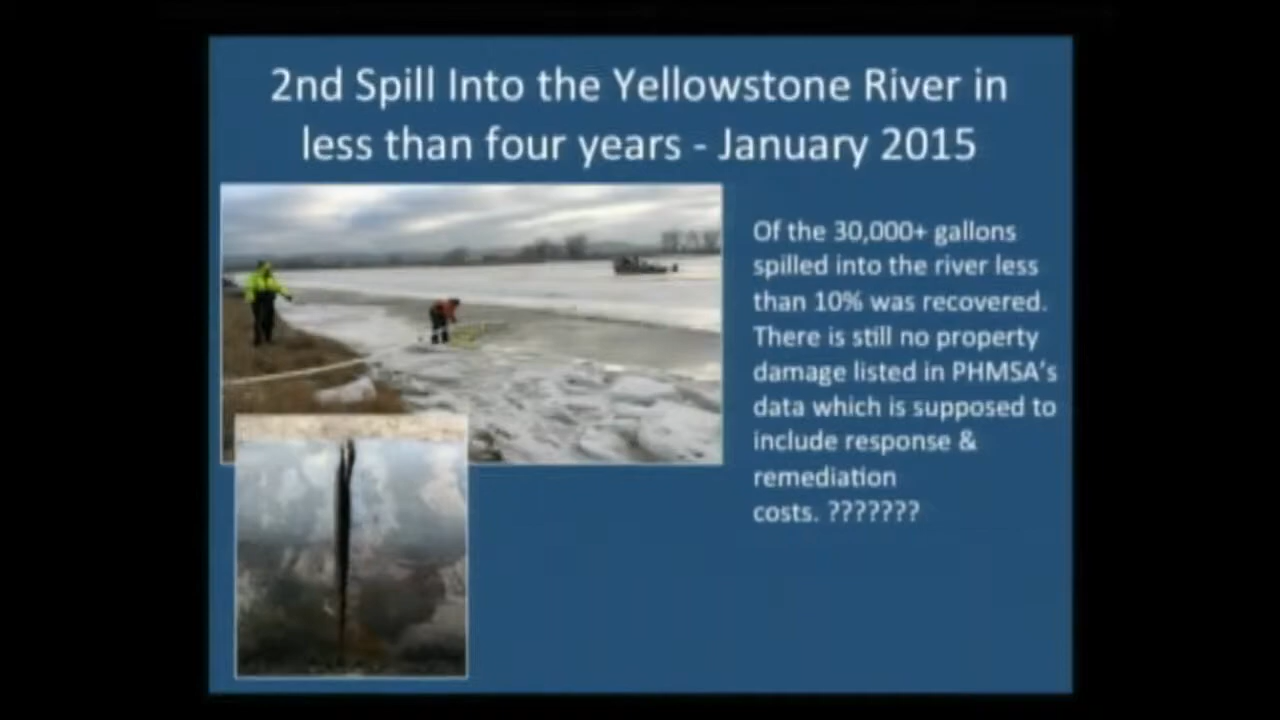 2nd Spill Into the Yellowstone River in
less than four years - January 2015
Of the 30,000+ gallons
spilled into the river less
than 10% was recovered.
There is still no property
damage listed in PHMSA's
data which is supposed to
include response &
remediation
costs. ???????